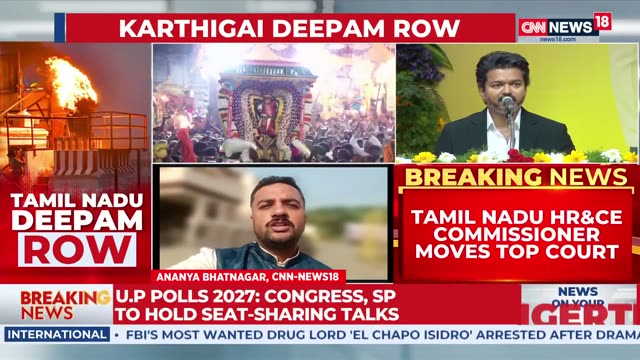 KARTHIGAI DEEPAM ROW
CNN NEWS 18
news18.com
TAMIL NADU
DEEPAM
ROW
ANANYA BHATNAGAR, CNN-NEWS18
BREAKING NEWS
TAMIL NADU HR&CE
COMMISSIONER
MOVES TOP COURT
BREAKING
NEWS
U.P POLLS 2027: CONGRESS, SP
TO HOLD SEAT-SHARING TALKS
NEWS
ON YOUR
INTERNATIONAL
• FBI'S MOST WANTED DRUG LORD 'EL CHAPO ISIDRO' ARRESTED AFTER DRAMA